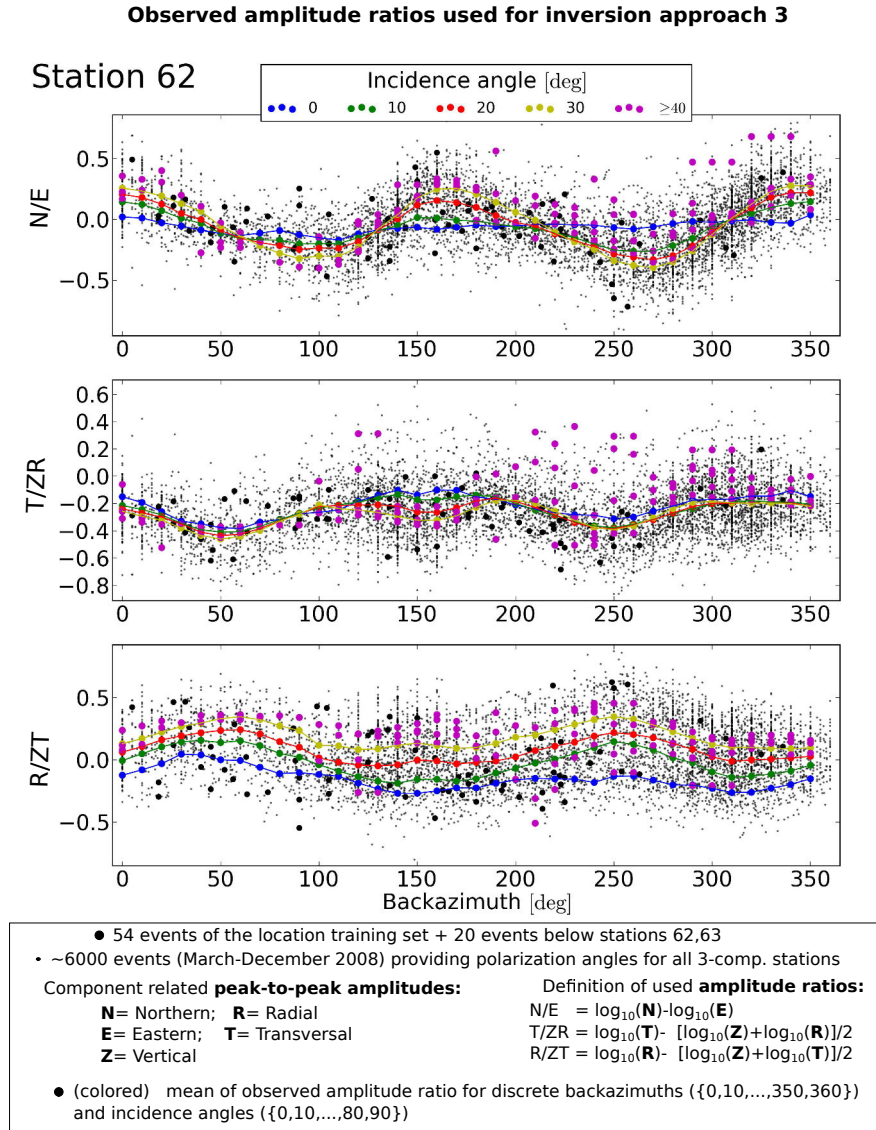 Observed amplitude ratios used for inversion approach 3
Station 62
Incidence angle [deg]
0 10 20 30 ≥40
N/E
0.5
0.0
−0.5
0 50 100 150 200 250 300 350
T/ZR
0.6
0.4
0.2
0.0
−0.2
−0.4
−0.6
−0.8
0 50 100 150 200 250 300 350
R/ZT
0.5
0.0
−0.5
0 50 100 150 200 250 300 350
Backazimuth [deg]
● 54 events of the location training set + 20 events below stations 62,63
• ~6000 events (March-December 2008) providing polarization angles for all 3-comp. stations
Component related peak-to-peak amplitudes:
N= Northern; R= Radial
E= Eastern; T= Transversal
Z= Vertical
Definition of used amplitude ratios:
N/E = log₁₀(N)-log₁₀(E)
T/ZR = log₁₀(T)- [log₁₀(Z)+log₁₀(R)]/2
R/ZT = log₁₀(R)- [log₁₀(Z)+log₁₀(T)]/2
● (colored) mean of observed amplitude ratio for discrete backazimuths ({0,10,...,350,360})
and incidence angles ({0,10,...,80,90})